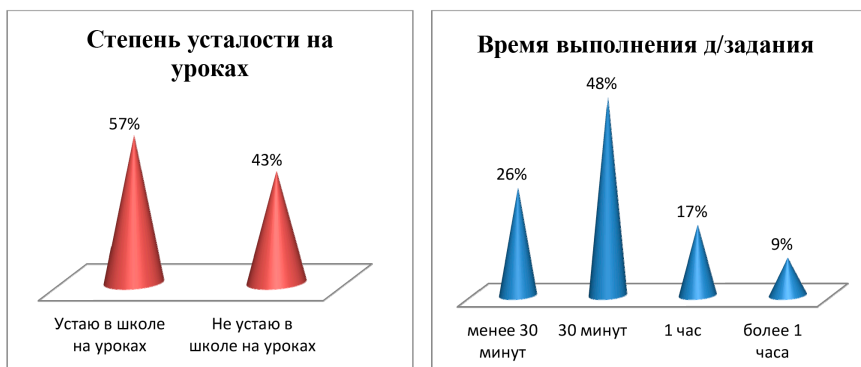 Степень усталости на
уроках
57%
43%
Устаю в школе
на уроках
Не устаю в
школе на уроках
Время выполнения д/задания
26%
48%
17%
9%
менее 30
минут
30 минут
1 час
более 1
часа